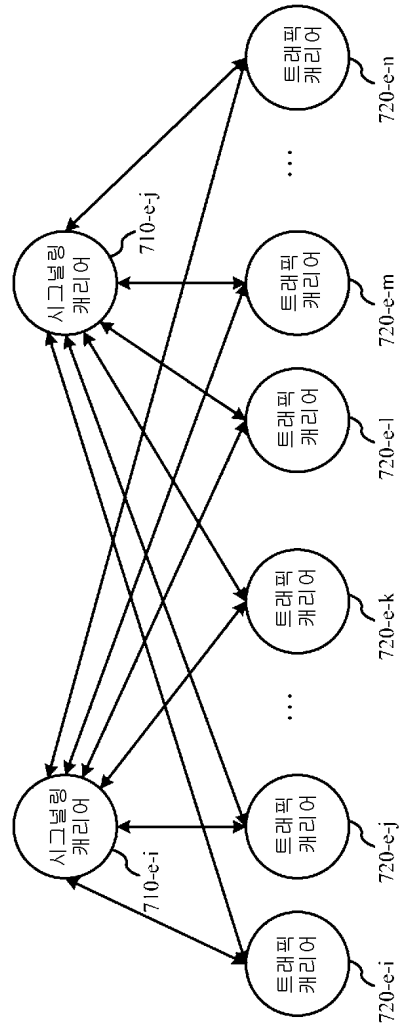 시그널링
캐리어
710-e-i
시그널링
캐리어
710-e-j
트래픽
캐리어
720-e-i
트래픽
캐리어
720-e-j
...
트래픽
캐리어
720-e-k
트래픽
캐리어
720-e-l
트래픽
캐리어
720-e-m
...
트래픽
캐리어
720-e-n